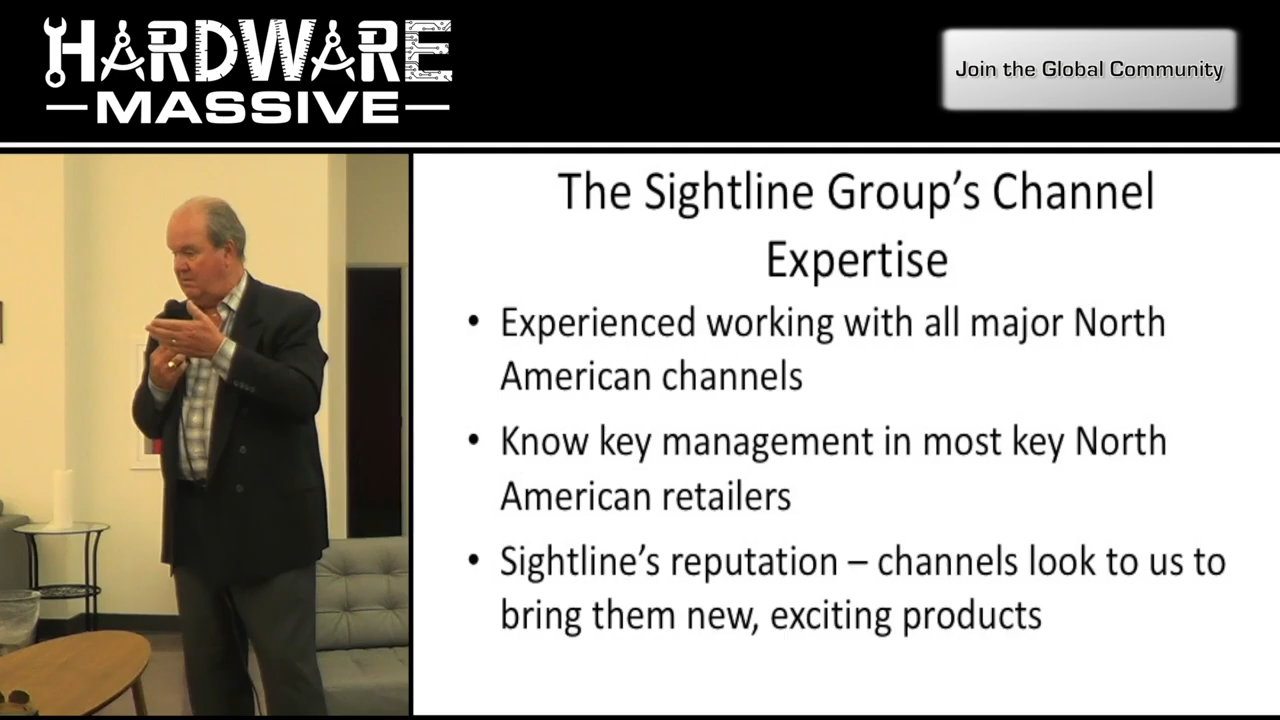 HARDWARE
MASSIVE
Join the Global Community
The Sightline Group’s Channel
Expertise
• Experienced working with all major North
American channels
• Know key management in most key North
American retailers
• Sightline’s reputation – channels look to us to
bring them new, exciting products